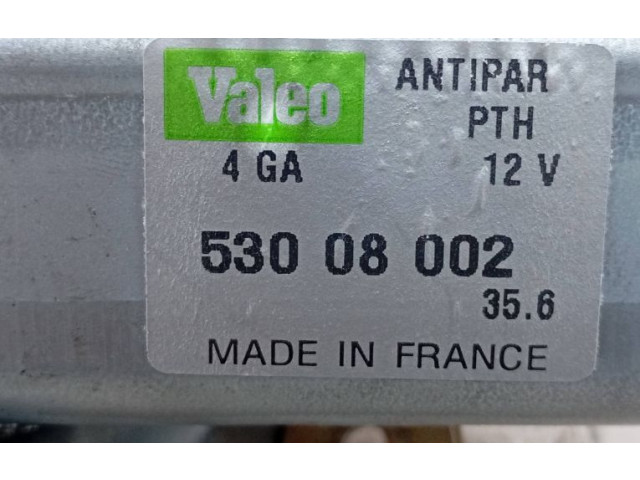 Valeo ANTIPAR
PTH
4 GA 12 V
530 08 002
35.6
MADE IN FRANCE